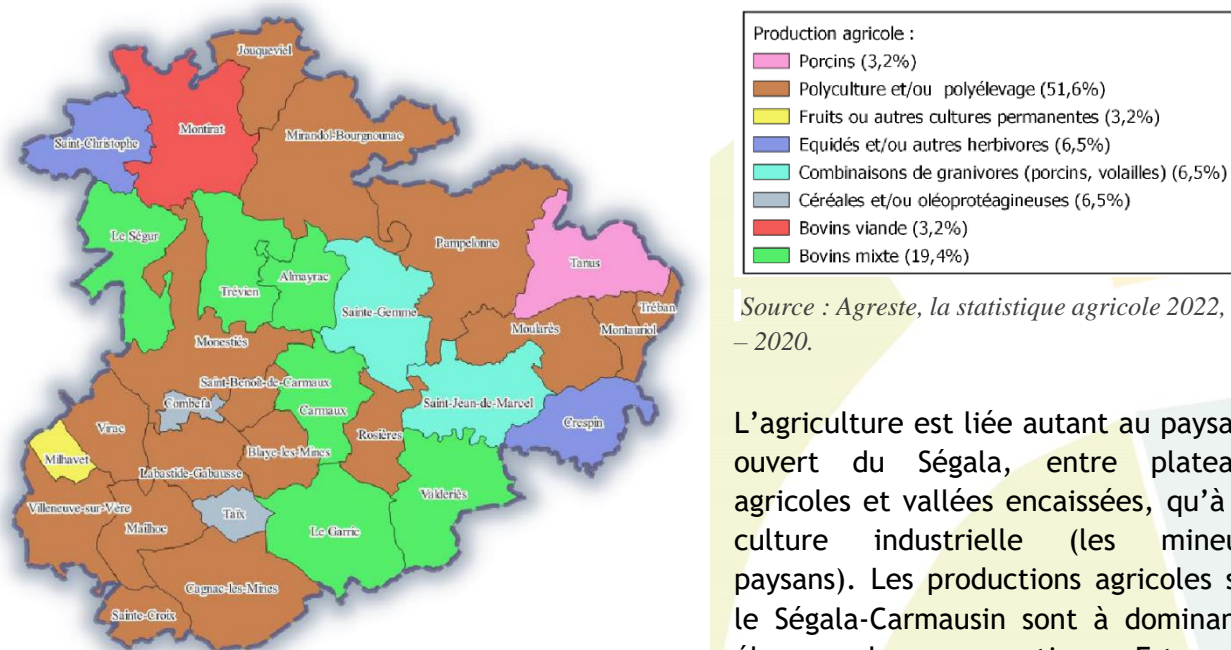 Jouqueviel
Montirat
Saint-Christophe
Mirandol-Bourgnounac
Le Ségur
Pampelonne
Tanus
Almayrac
Trévien
Sainte-Gemme
Tréban
Moularès
Montauriol
Monestiés
Saint-Benoît-de-Carmaux
Combefa
Carmaux
Saint-Jean-de-Marcel
Crespin
Virac
Rosières
Blaye-les-Mines
Milhavet
Labastide-Gabausse
Valderiès
Villeneuve-sur-Vère
Taïx
Mailhoc
Le Garric
Cagnac-les-Mines
Sainte-Croix
Production agricole :
Porcins (3,2%)
Polyculture et/ou polyélevage (51,6%)
Fruits ou autres cultures permanentes (3,2%)
Equidés et/ou autres herbivores (6,5%)
Combinaisons de granivores (porcins, volailles) (6,5%)
Céréales et/ou oléoprotéagineuses (6,5%)
Bovins viande (3,2%)
Bovins mixte (19,4%)
Source : Agreste, la statistique agricole 2022,
– 2020.
L’agriculture est liée autant au paysa
ouvert du Ségala, entre platea
agricoles et vallées encaissées, qu’à
culture industrielle (les mineu
paysans). Les productions agricoles s
le Ségala-Carmausin sont à dominan